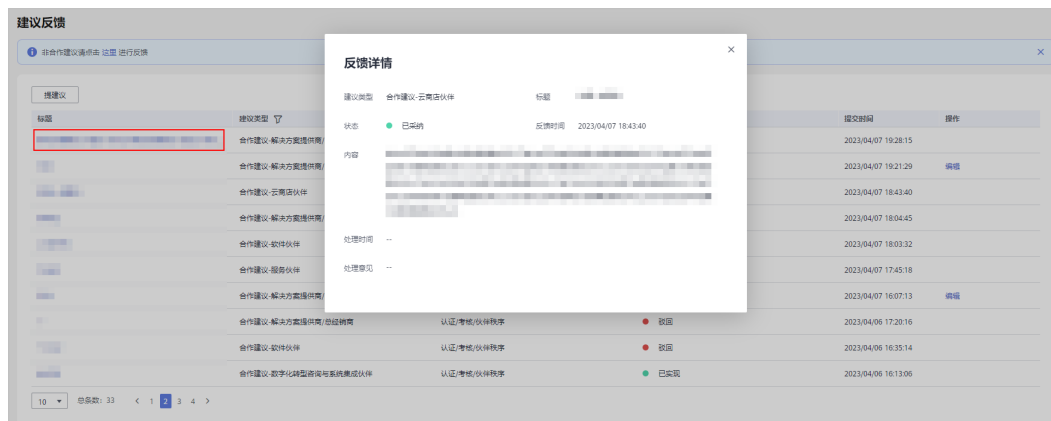 建议反馈
非合作建议请点击 这里 进行反馈
提建议
标题 建议类型 提交时间 操作
合作建议-解决方案提供商/ 2023/04/07 19:28:15
合作建议-解决方案提供商/ 2023/04/07 19:21:29 编辑
合作建议-云商店伙伴 2023/04/07 18:43:40
合作建议-解决方案提供商/ 2023/04/07 18:04:45
合作建议-软件伙伴 2023/04/07 18:03:32
合作建议-服务伙伴 2023/04/07 17:45:18
合作建议-解决方案提供商/ 2023/04/07 16:07:13 编辑
合作建议-解决方案提供商/总经销商 认证/考核/伙伴秩序 驳回 2023/04/06 17:20:16
合作建议-软件伙伴 认证/考核/伙伴秩序 驳回 2023/04/06 16:35:14
合作建议-数字化转型咨询与系统集成伙伴 认证/考核/伙伴秩序 已实现 2023/04/06 16:13:06
10 总条数: 33 < 1 2 3 4 >
反馈详情
建议类型 合作建议-云商店伙伴 标题
状态 已采纳 反馈时间 2023/04/07 18:43:40
内容
处理时间 --
处理意见 --